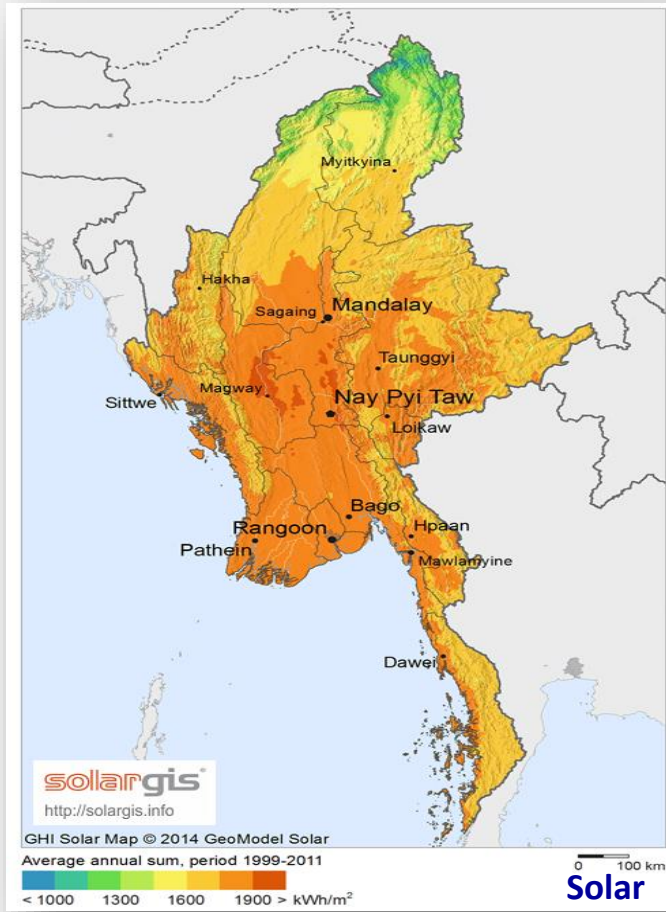 Myitkyina
Hakha
Sagaing
Mandalay
Taunggyi
Magway
Nay Pyi Taw
Sittwe
Loikaw
Bago
Rangoon
Hpaan
Pathein
Mawlamyine
Dawei
solargis
http://solargis.info
GHI Solar Map © 2014 GeoModel Solar
Average annual sum, period 1999-2011
0 100 km
< 1000 1300 1600 1900 > kWh/m²
Solar